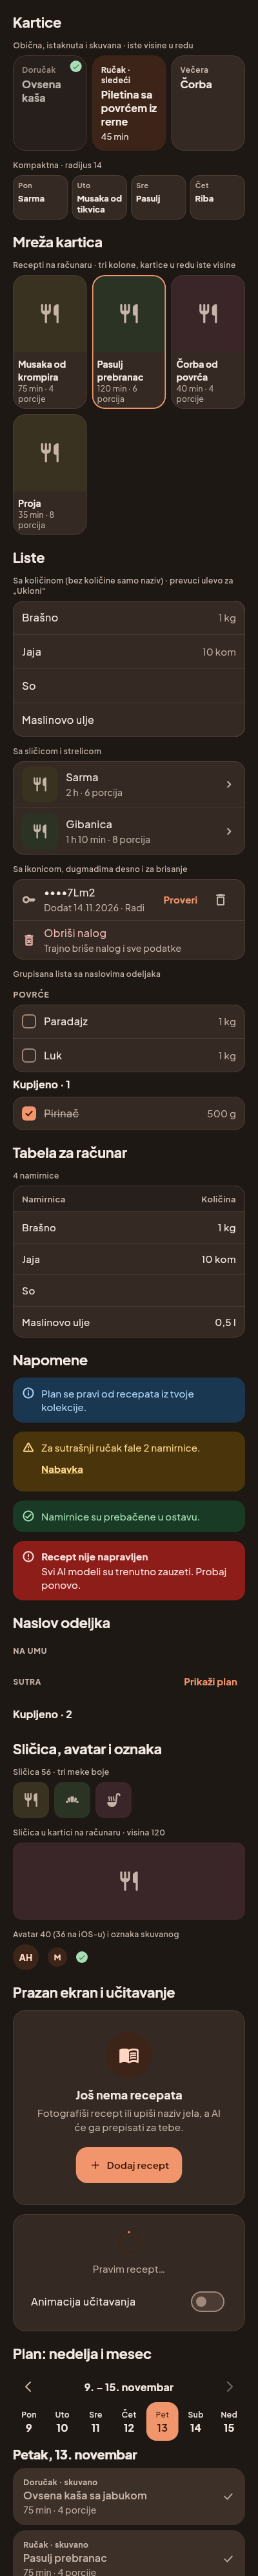 Kartice
Obična, istaknuta i skuvana · iste visine u redu
Doručak
Ovsena
kaša
Ručak ·
sledeći
Piletina sa
povrćem iz
rerne
45 min
Večera
Čorba
Kompaktna · radijus 14
Pon
Sarma
Uto
Musaka od
tikvica
Sre
Pasulj
Čet
Riba
Mreža kartica
Recepti na računaru · tri kolone, kartice u redu iste visine
Musaka od
krompira
75 min · 4
porcije
Pasulj
prebranac
120 min · 6
porcija
Čorba od
povrća
40 min · 4
porcije
Proja
35 min · 8
porcija
Liste
Sa količinom (bez količine samo naziv) · prevuci ulevo za
„Ukloni“
Brašno 1 kg
Jaja 10 kom
So
Maslinovo ulje
Sa sličicom i strelicom
Sarma
2 h · 6 porcija
Gibanica
1 h 10 min · 8 porcija
Sa ikonicom, dugmadima desno i za brisanje
••••7Lm2
Dodat 14.11.2026 · Radi
Proveri
Obriši nalog
Trajno briše nalog i sve podatke
Grupisana lista sa naslovima odeljaka
POVRĆE
Paradajz 1 kg
Luk 1 kg
Kupljeno · 1
Pirinač 500 g
Tabela za računar
4 namirnice
Namirnica Količina
Brašno 1 kg
Jaja 10 kom
So
Maslinovo ulje 0,5 l
Napomene
Plan se pravi od recepata iz tvoje
kolekcije.
Za sutrašnji ručak fale 2 namirnice.
Nabavka
Namirnice su prebačene u ostavu.
Recept nije napravljen
Svi AI modeli su trenutno zauzeti. Probaj
ponovo.
Naslov odeljka
NA UMU
SUTRA Prikaži plan
Kupljeno · 2
Sličica, avatar i oznaka
Sličica 56 · tri meke boje
Sličica u kartici na računaru · visina 120
Avatar 40 (36 na iOS-u) i oznaka skuvanog
AH M
Prazan ekran i učitavanje
Još nema recepata
Fotografiši recept ili upiši naziv jela, a AI
će ga prepisati za tebe.
+ Dodaj recept
Pravim recept…
Animacija učitavanja
Plan: nedelja i mesec
9. – 15. novembar
Pon Uto Sre Čet Pet Sub Ned
9 10 11 12 13 14 15
Petak, 13. novembar
Doručak · skuvano
Ovsena kaša sa jabukom
75 min · 4 porcije
Ručak · skuvano
Pasulj prebranac
75 min · 4 porcije